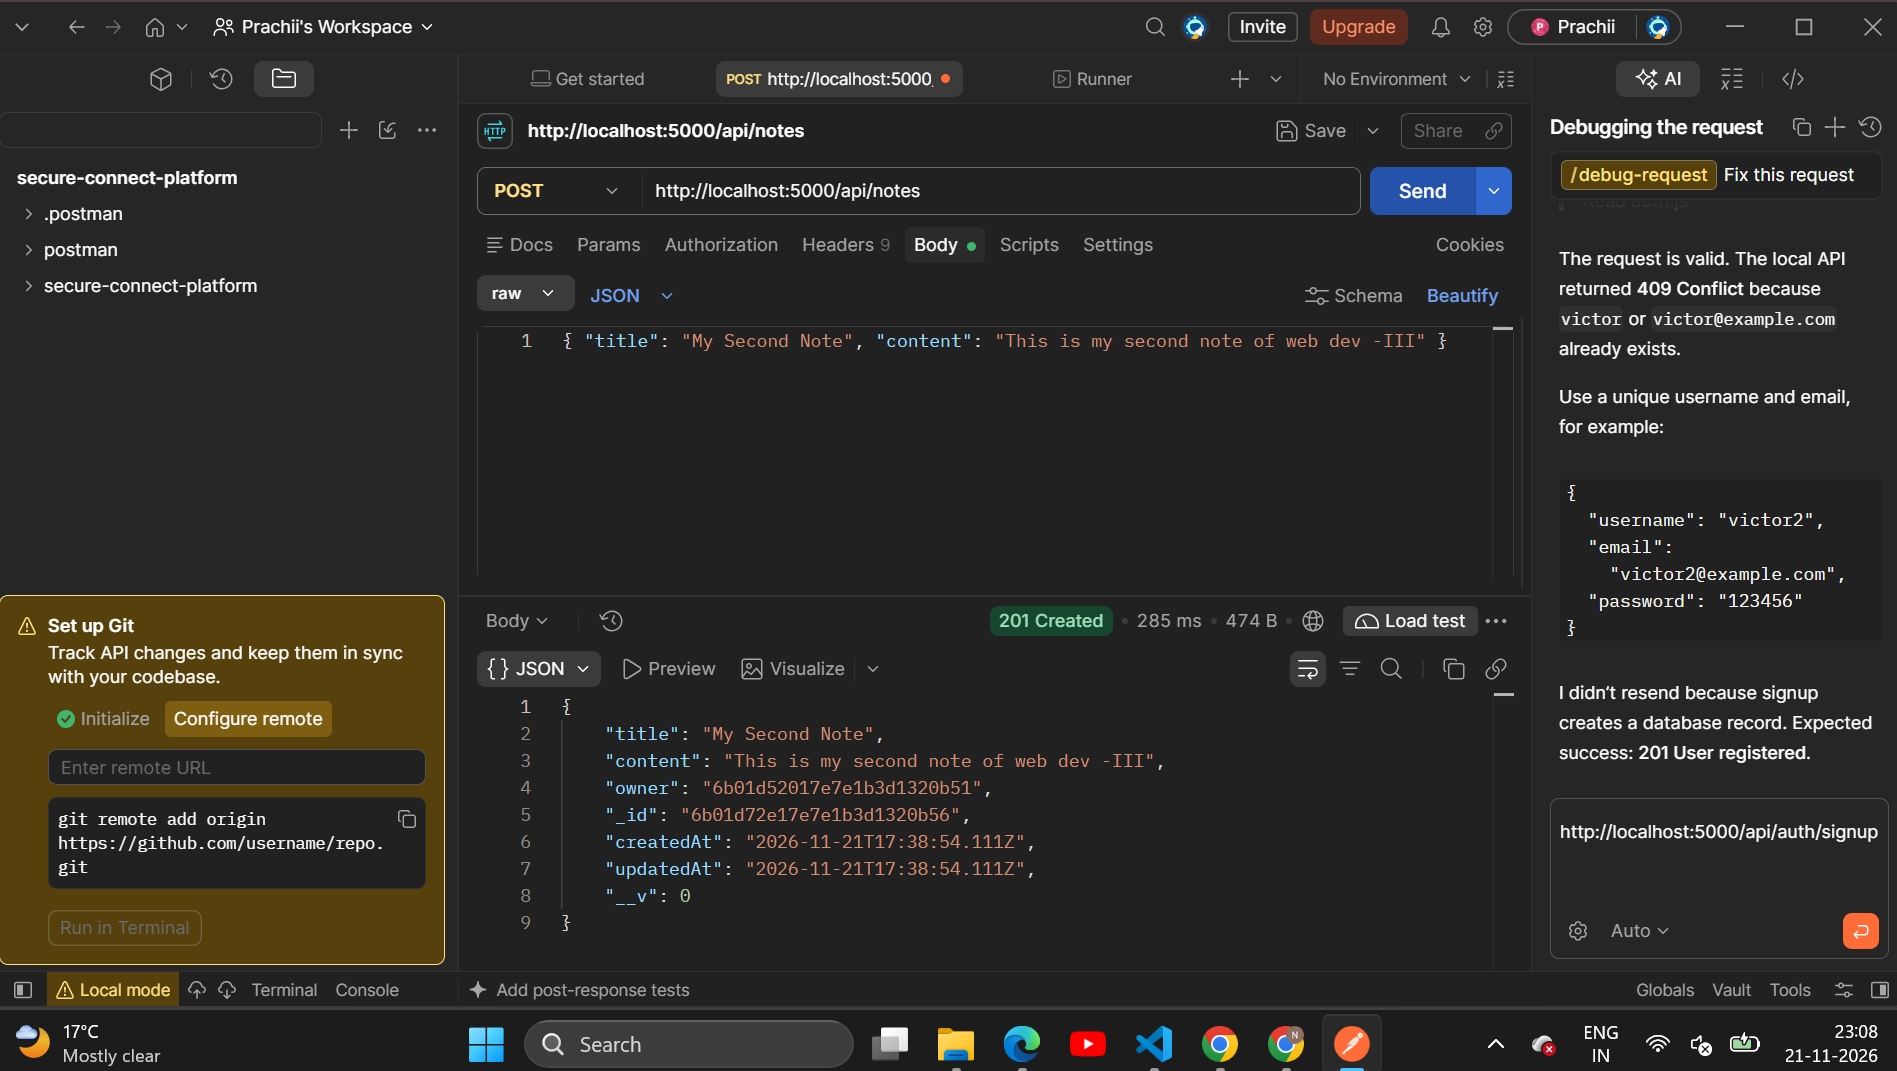 Prachii's Workspace
Invite
Upgrade
P Prachii
Get started
POST http://localhost:5000
Runner
No Environment
AI
HTTP http://localhost:5000/api/notes
Save
Share
Debugging the request
secure-connect-platform
.postman
postman
secure-connect-platform
POST
http://localhost:5000/api/notes
Send
/debug-request Fix this request
Read auth.js
Docs
Params
Authorization
Headers 9
Body
Scripts
Settings
Cookies
raw
JSON
Schema
Beautify
1 { "title": "My Second Note", "content": "This is my second note of web dev -III" }
The request is valid. The local API
returned 409 Conflict because
victor or victor@example.com
already exists.
Use a unique username and email,
for example:
{
"username": "victor2",
"email":
"victor2@example.com",
"password": "123456"
}
I didn't resend because signup
creates a database record. Expected
success: 201 User registered.
http://localhost:5000/api/auth/signup
Auto
Set up Git
Track API changes and keep them in sync
with your codebase.
Initialize
Configure remote
Enter remote URL
git remote add origin
https://github.com/username/repo.
git
Run in Terminal
Body
201 Created • 285 ms • 474 B •
Load test
{ } JSON
Preview
Visualize
1 {
2 "title": "My Second Note",
3 "content": "This is my second note of web dev -III",
4 "owner": "6b01d52017e7e1b3d1320b51",
5 "_id": "6b01d72e17e7e1b3d1320b56",
6 "createdAt": "2026-11-21T17:38:54.111Z",
7 "updatedAt": "2026-11-21T17:38:54.111Z",
8 "__v": 0
9 }
Local mode
Terminal
Console
Add post-response tests
Globals
Vault
Tools
17°C
Mostly clear
Search
N
ENG
IN
23:08
21-11-2026